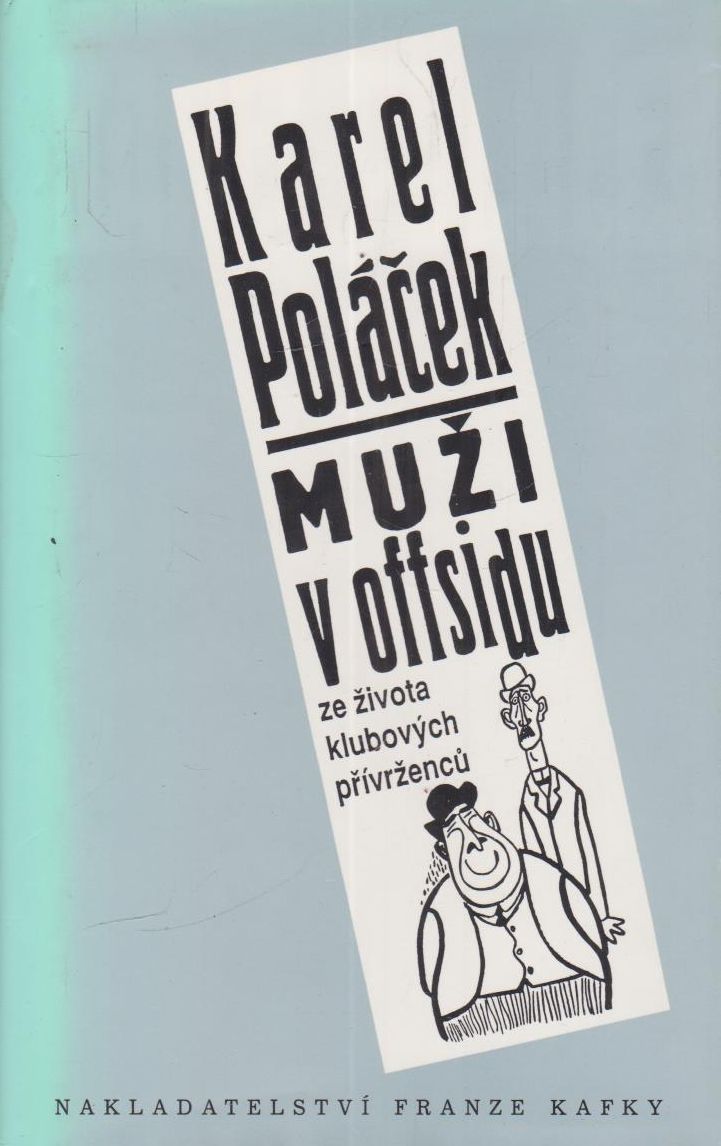 Karel
Poláček
MUŽI
v offsidu
ze života
klubových
přívrženců
NAKLADATELSTVÍ FRANZE KAFKY